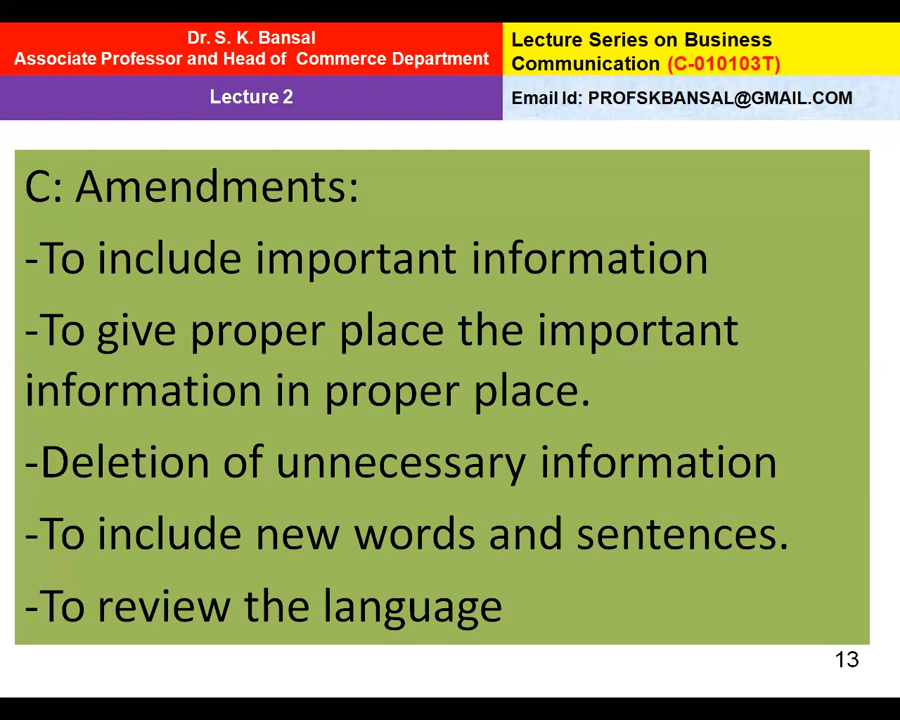 Dr. S. K. Bansal
Associate Professor and Head of Commerce Department
Lecture Series on Business
Communication (C-010103T)
Lecture 2
Email Id: PROFSKBANSAL@GMAIL.COM
C: Amendments:
-To include important information
-To give proper place the important
information in proper place.
-Deletion of unnecessary information
-To include new words and sentences.
-To review the language
13